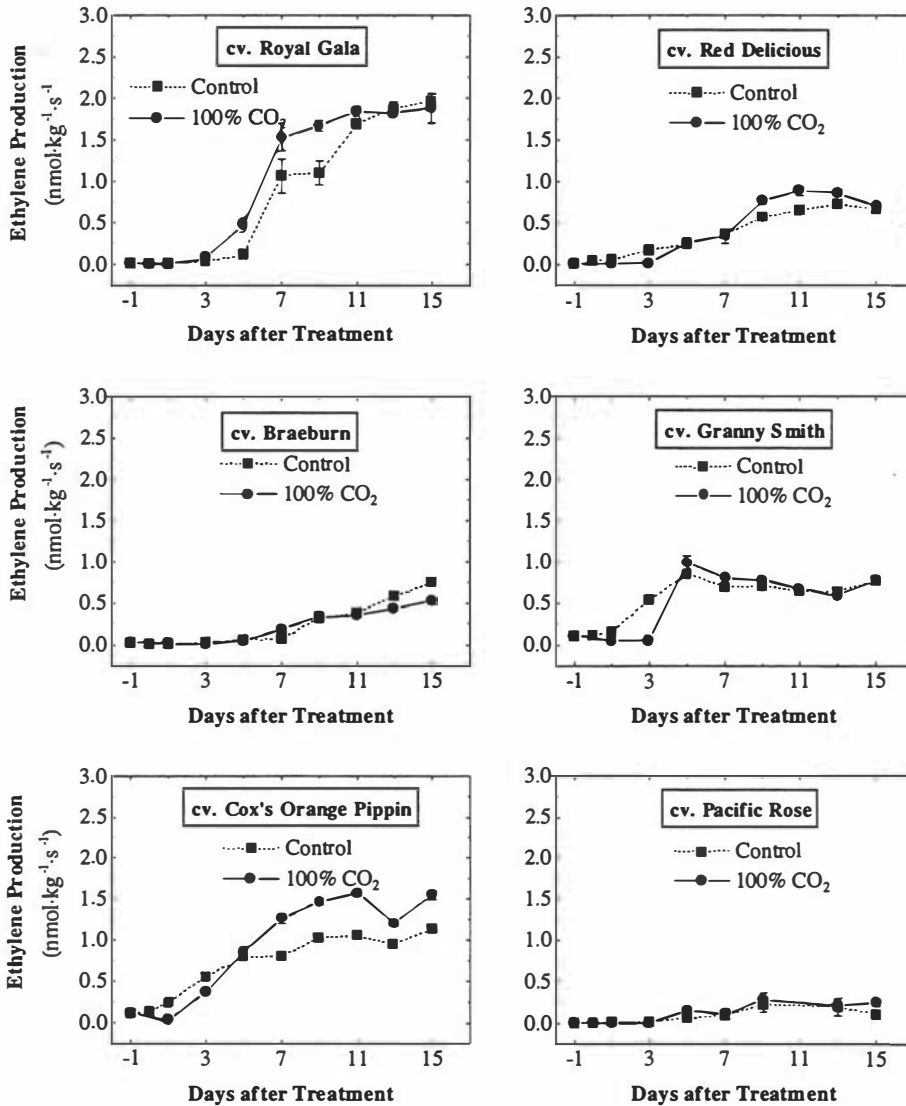 Ethylene Production
(nmol·kg⁻¹·s⁻¹)
3.0
2.5
2.0
1.5
1.0
0.5
0.0
cv. Royal Gala
Control
100% CO₂
-1 3 7 11 15
Days after Treatment
3.0
2.5
2.0
1.5
1.0
0.5
0.0
cv. Red Delicious
Control
100% CO₂
-1 3 7 11 15
Days after Treatment
Ethylene Production
(nmol·kg⁻¹·s⁻¹)
3.0
2.5
2.0
1.5
1.0
0.5
0.0
cv. Braeburn
Control
100% CO₂
-1 3 7 11 15
Days after Treatment
3.0
2.5
2.0
1.5
1.0
0.5
0.0
cv. Granny Smith
Control
100% CO₂
-1 3 7 11 15
Days after Treatment
Ethylene Production
(nmol·kg⁻¹·s⁻¹)
3.0
2.5
2.0
1.5
1.0
0.5
0.0
cv. Cox's Orange Pippin
Control
100% CO₂
-1 3 7 11 15
Days after Treatment
3.0
2.5
2.0
1.5
1.0
0.5
0.0
cv. Pacific Rose
Control
100% CO₂
-1 3 7 11 15
Days after Treatment